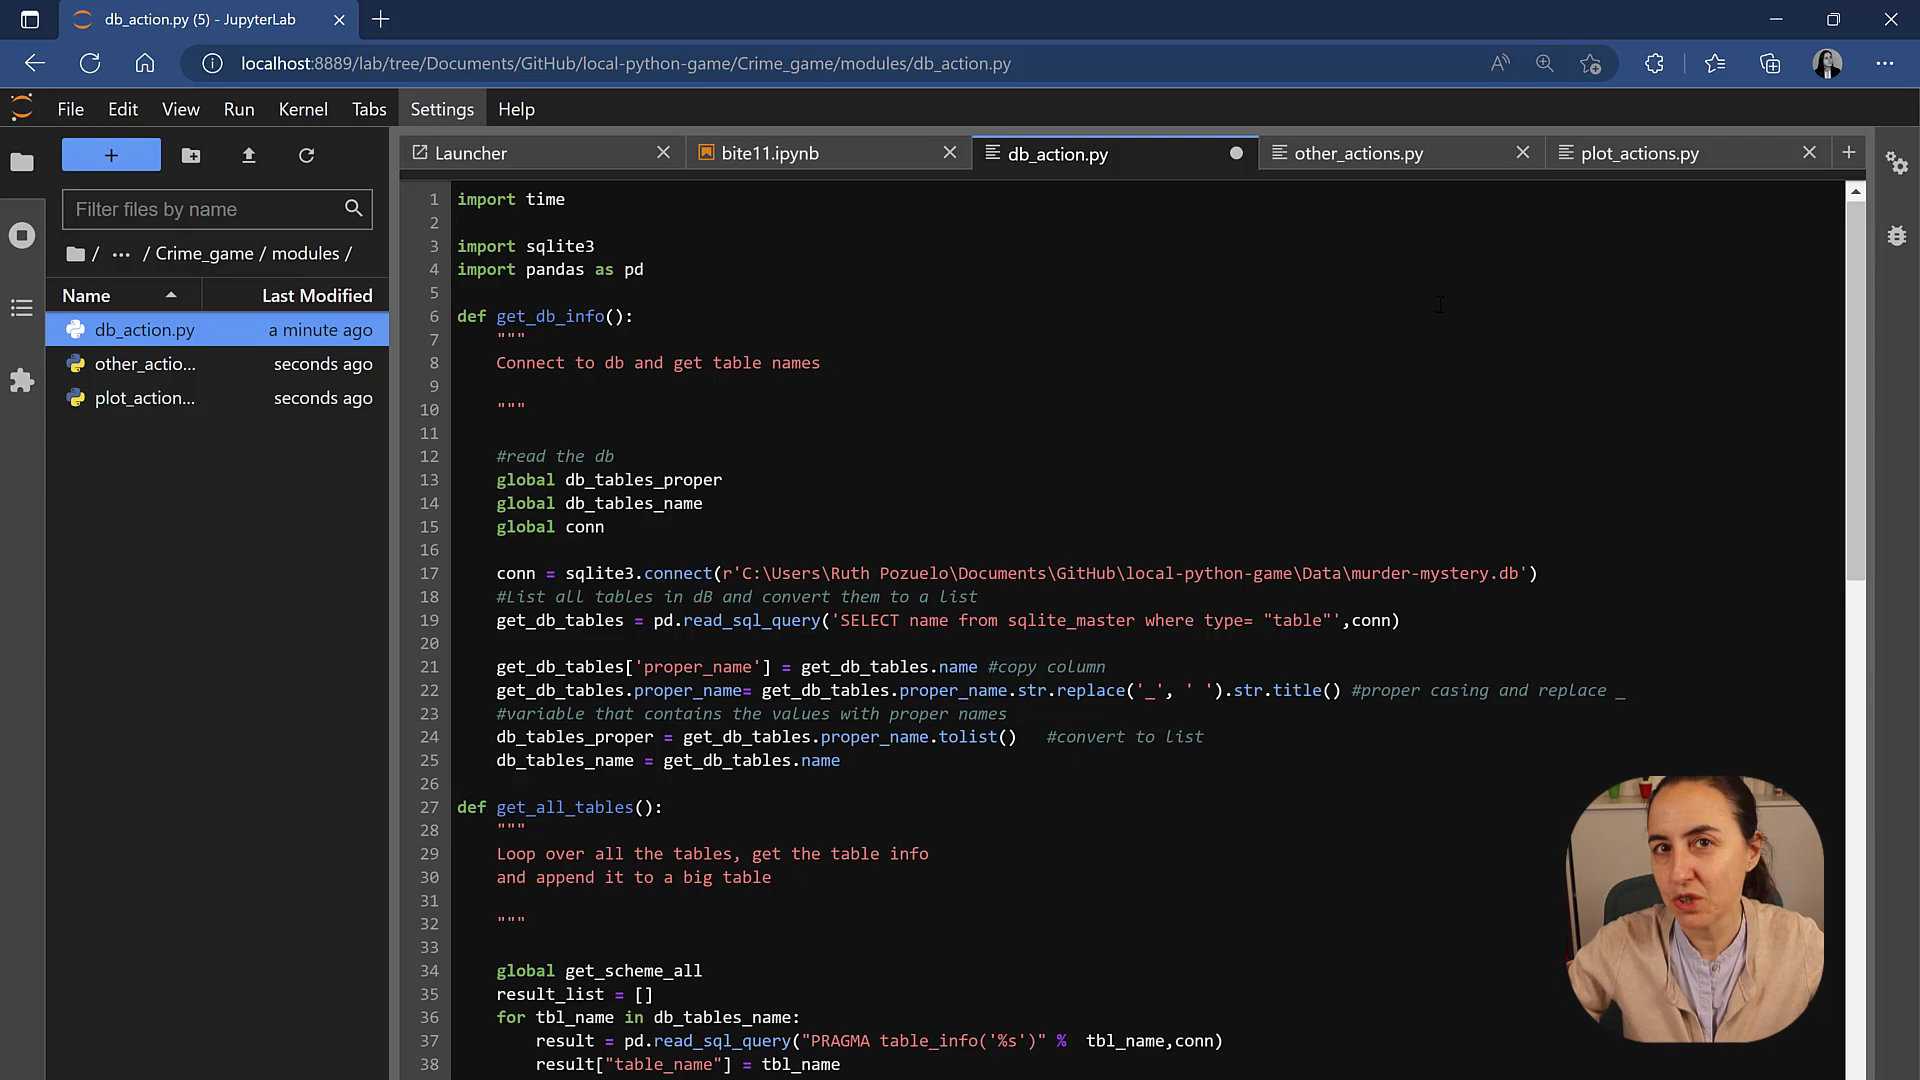 db_action.py (5) - JupyterLab
localhost:8889/lab/tree/Documents/GitHub/local-python-game/Crime_game/modules/db_action.py
File Edit View Run Kernel Tabs Settings Help
Launcher bite11.ipynb db_action.py other_actions.py plot_actions.py
Filter files by name
/ ... / Crime_game / modules /
Name Last Modified
db_action.py a minute ago
other_actio... seconds ago
plot_action... seconds ago
1 import time
2
3 import sqlite3
4 import pandas as pd
5
6 def get_db_info():
7 """
8 Connect to db and get table names
9
10 """
11
12 #read the db
13 global db_tables_proper
14 global db_tables_name
15 global conn
16
17 conn = sqlite3.connect(r'C:\Users\Ruth Pozuelo\Documents\GitHub\local-python-game\Data\murder-mystery.db')
18 #List all tables in dB and convert them to a list
19 get_db_tables = pd.read_sql_query('SELECT name from sqlite_master where type= "table"',conn)
20
21 get_db_tables['proper_name'] = get_db_tables.name #copy column
22 get_db_tables.proper_name= get_db_tables.proper_name.str.replace('_', ' ').str.title() #proper casing and replace _
23 #variable that contains the values with proper names
24 db_tables_proper = get_db_tables.proper_name.tolist() #convert to list
25 db_tables_name = get_db_tables.name
26
27 def get_all_tables():
28 """
29 Loop over all the tables, get the table info
30 and append it to a big table
31
32 """
33
34 global get_scheme_all
35 result_list = []
36 for tbl_name in db_tables_name:
37 result = pd.read_sql_query("PRAGMA table_info('%s')" % tbl_name,conn)
38 result["table_name"] = tbl_name